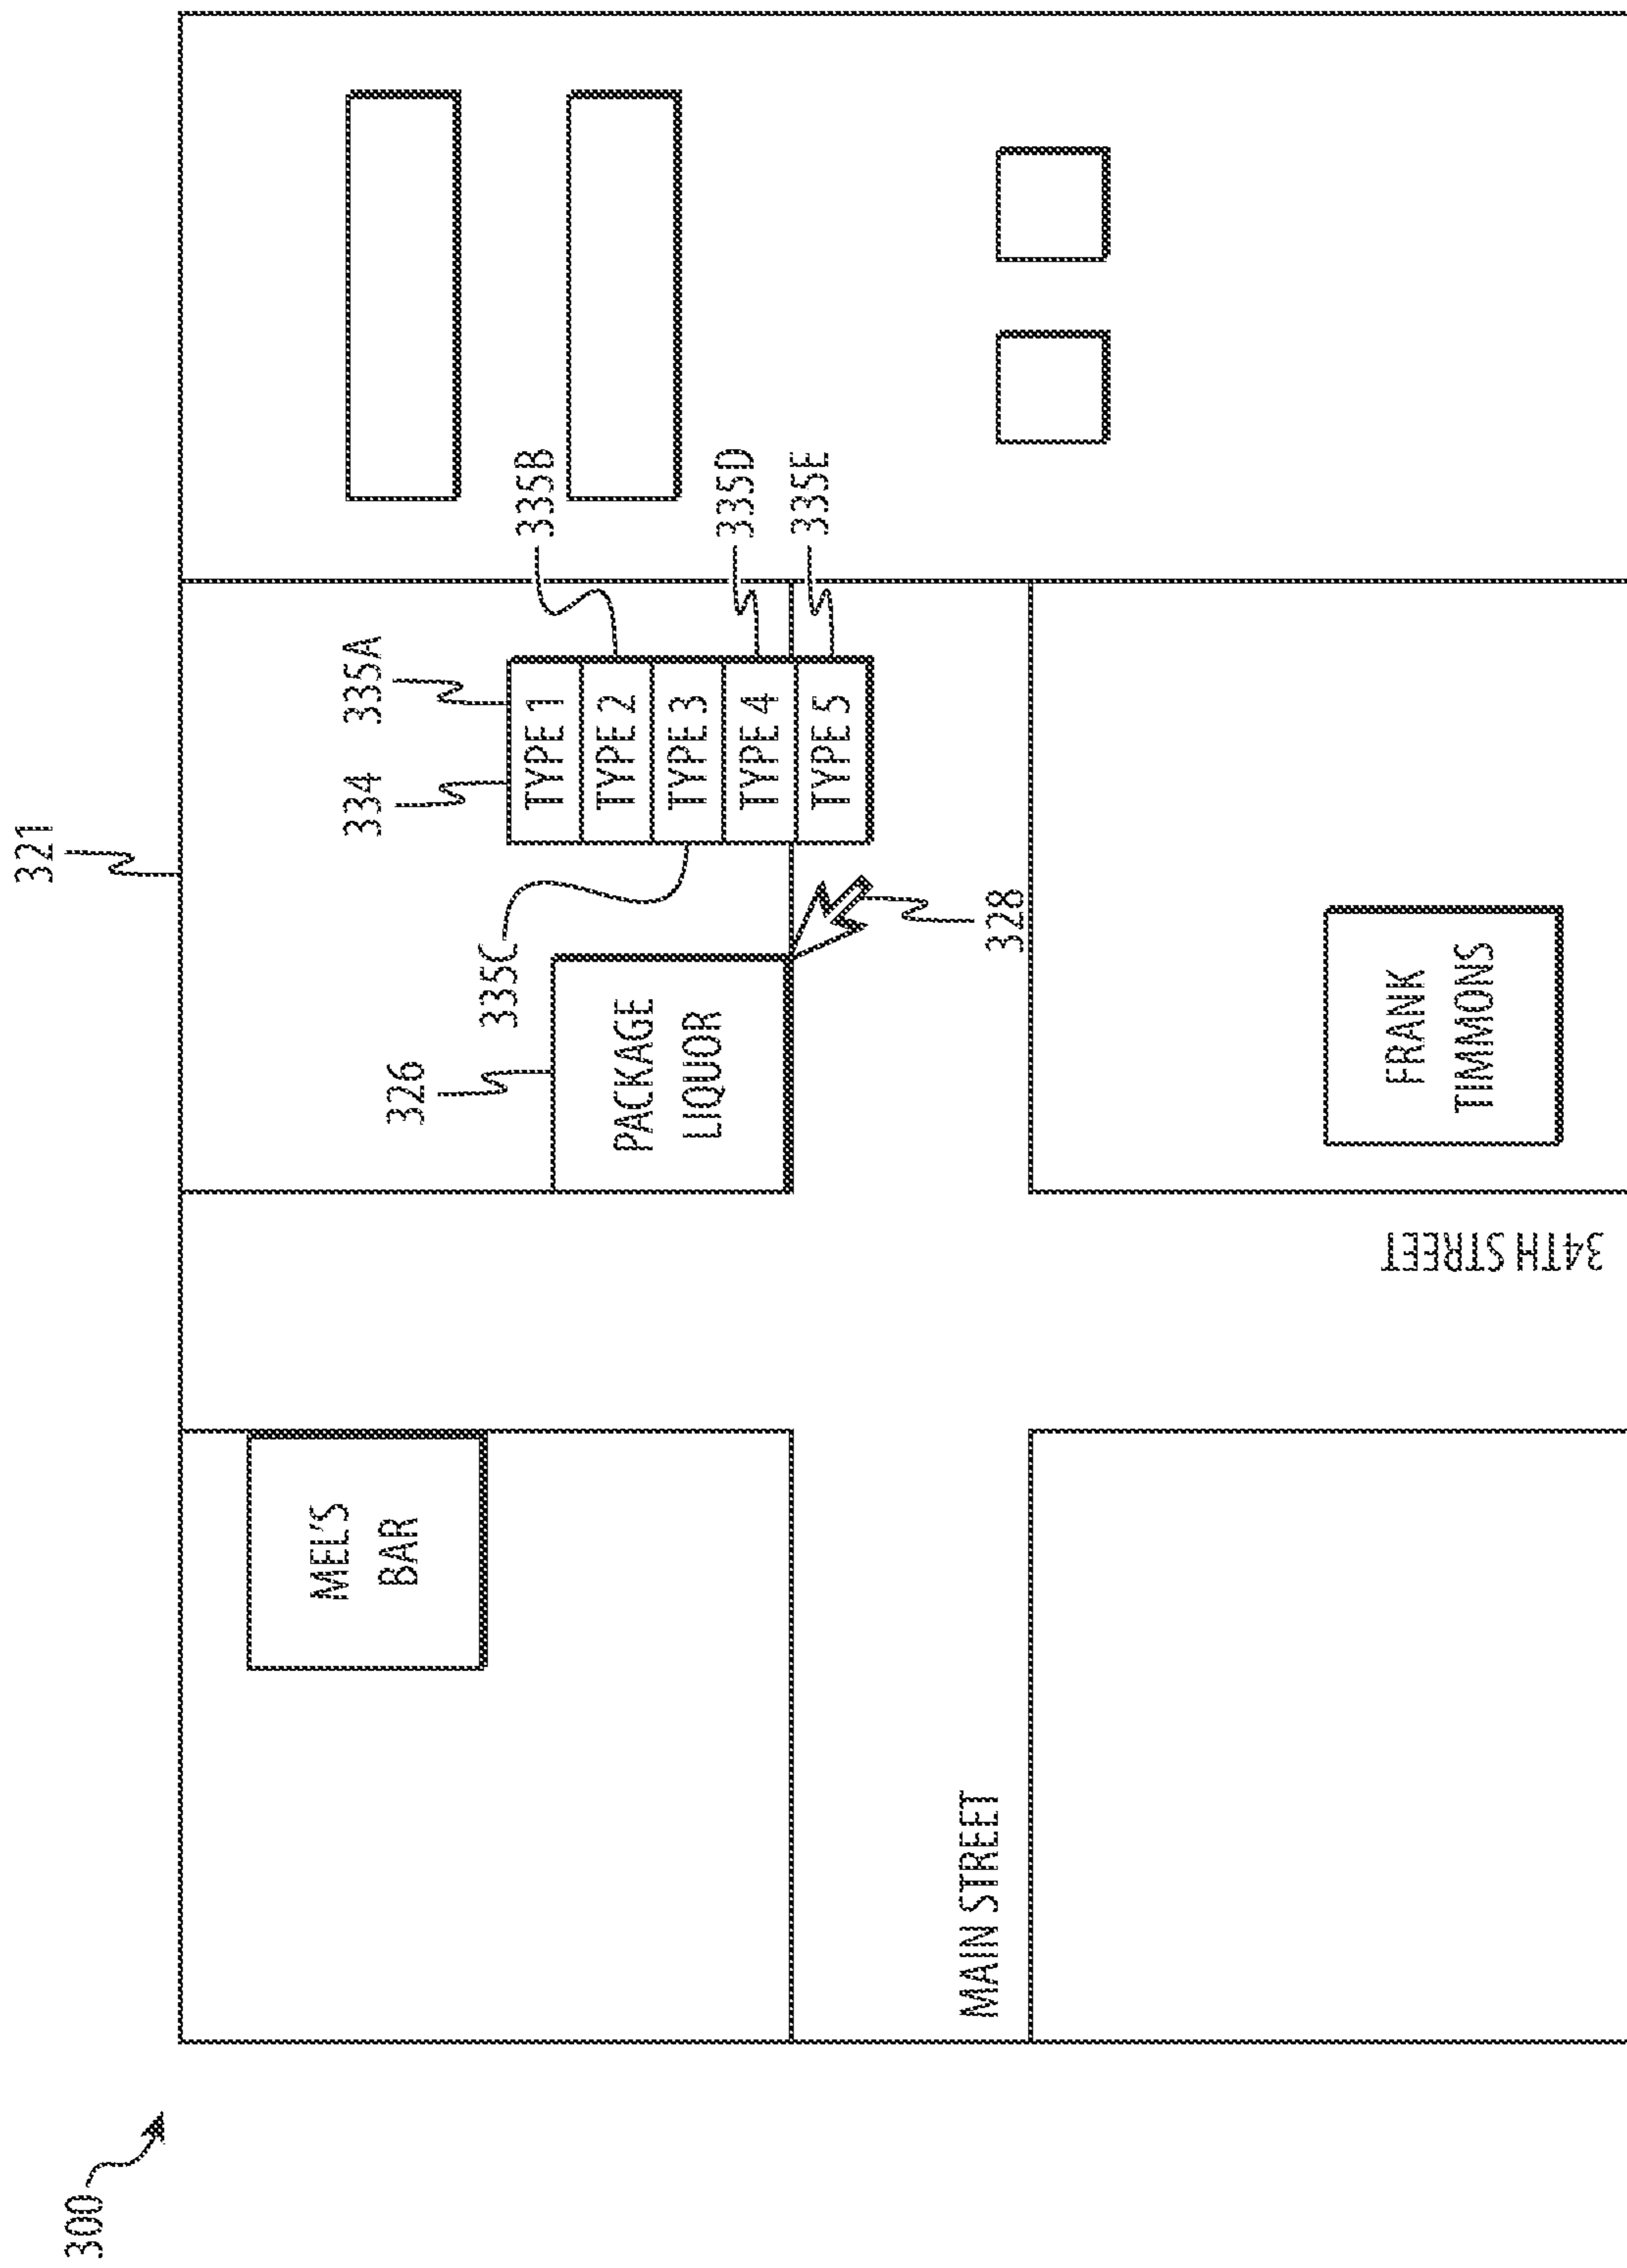 300
321
334
335A
335B
TYPE 1
TYPE 2
TYPE 3
TYPE 4
TYPE 5
335C
335D
335E
326
PACKAGE
LIQUOR
328
MEL'S
BAR
MAIN STREET
34TH STREET
FRANK
TIMMONS